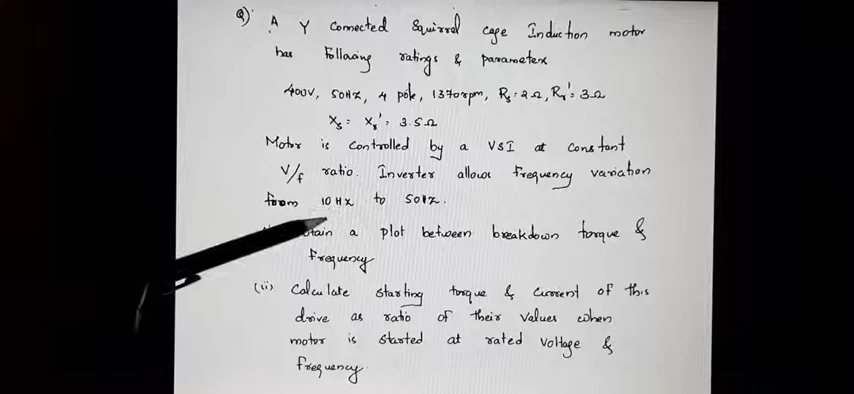 Q) A Y connected Squirrel cage Induction motor
has following ratings & parameters
400V, 50Hz, 4 pole, 1370rpm, Rs = 2Ω, Rr' = 3Ω
Xs = Xr' = 3.5Ω
Motor is controlled by a VSI at constant
V/f ratio. Inverter allows frequency variation
from 10Hz to 50Hz.
a plot between breakdown torque &
frequency
(ii) Calculate starting torque & current of this
drive as ratio of their values when
motor is started at rated voltage &
frequency.